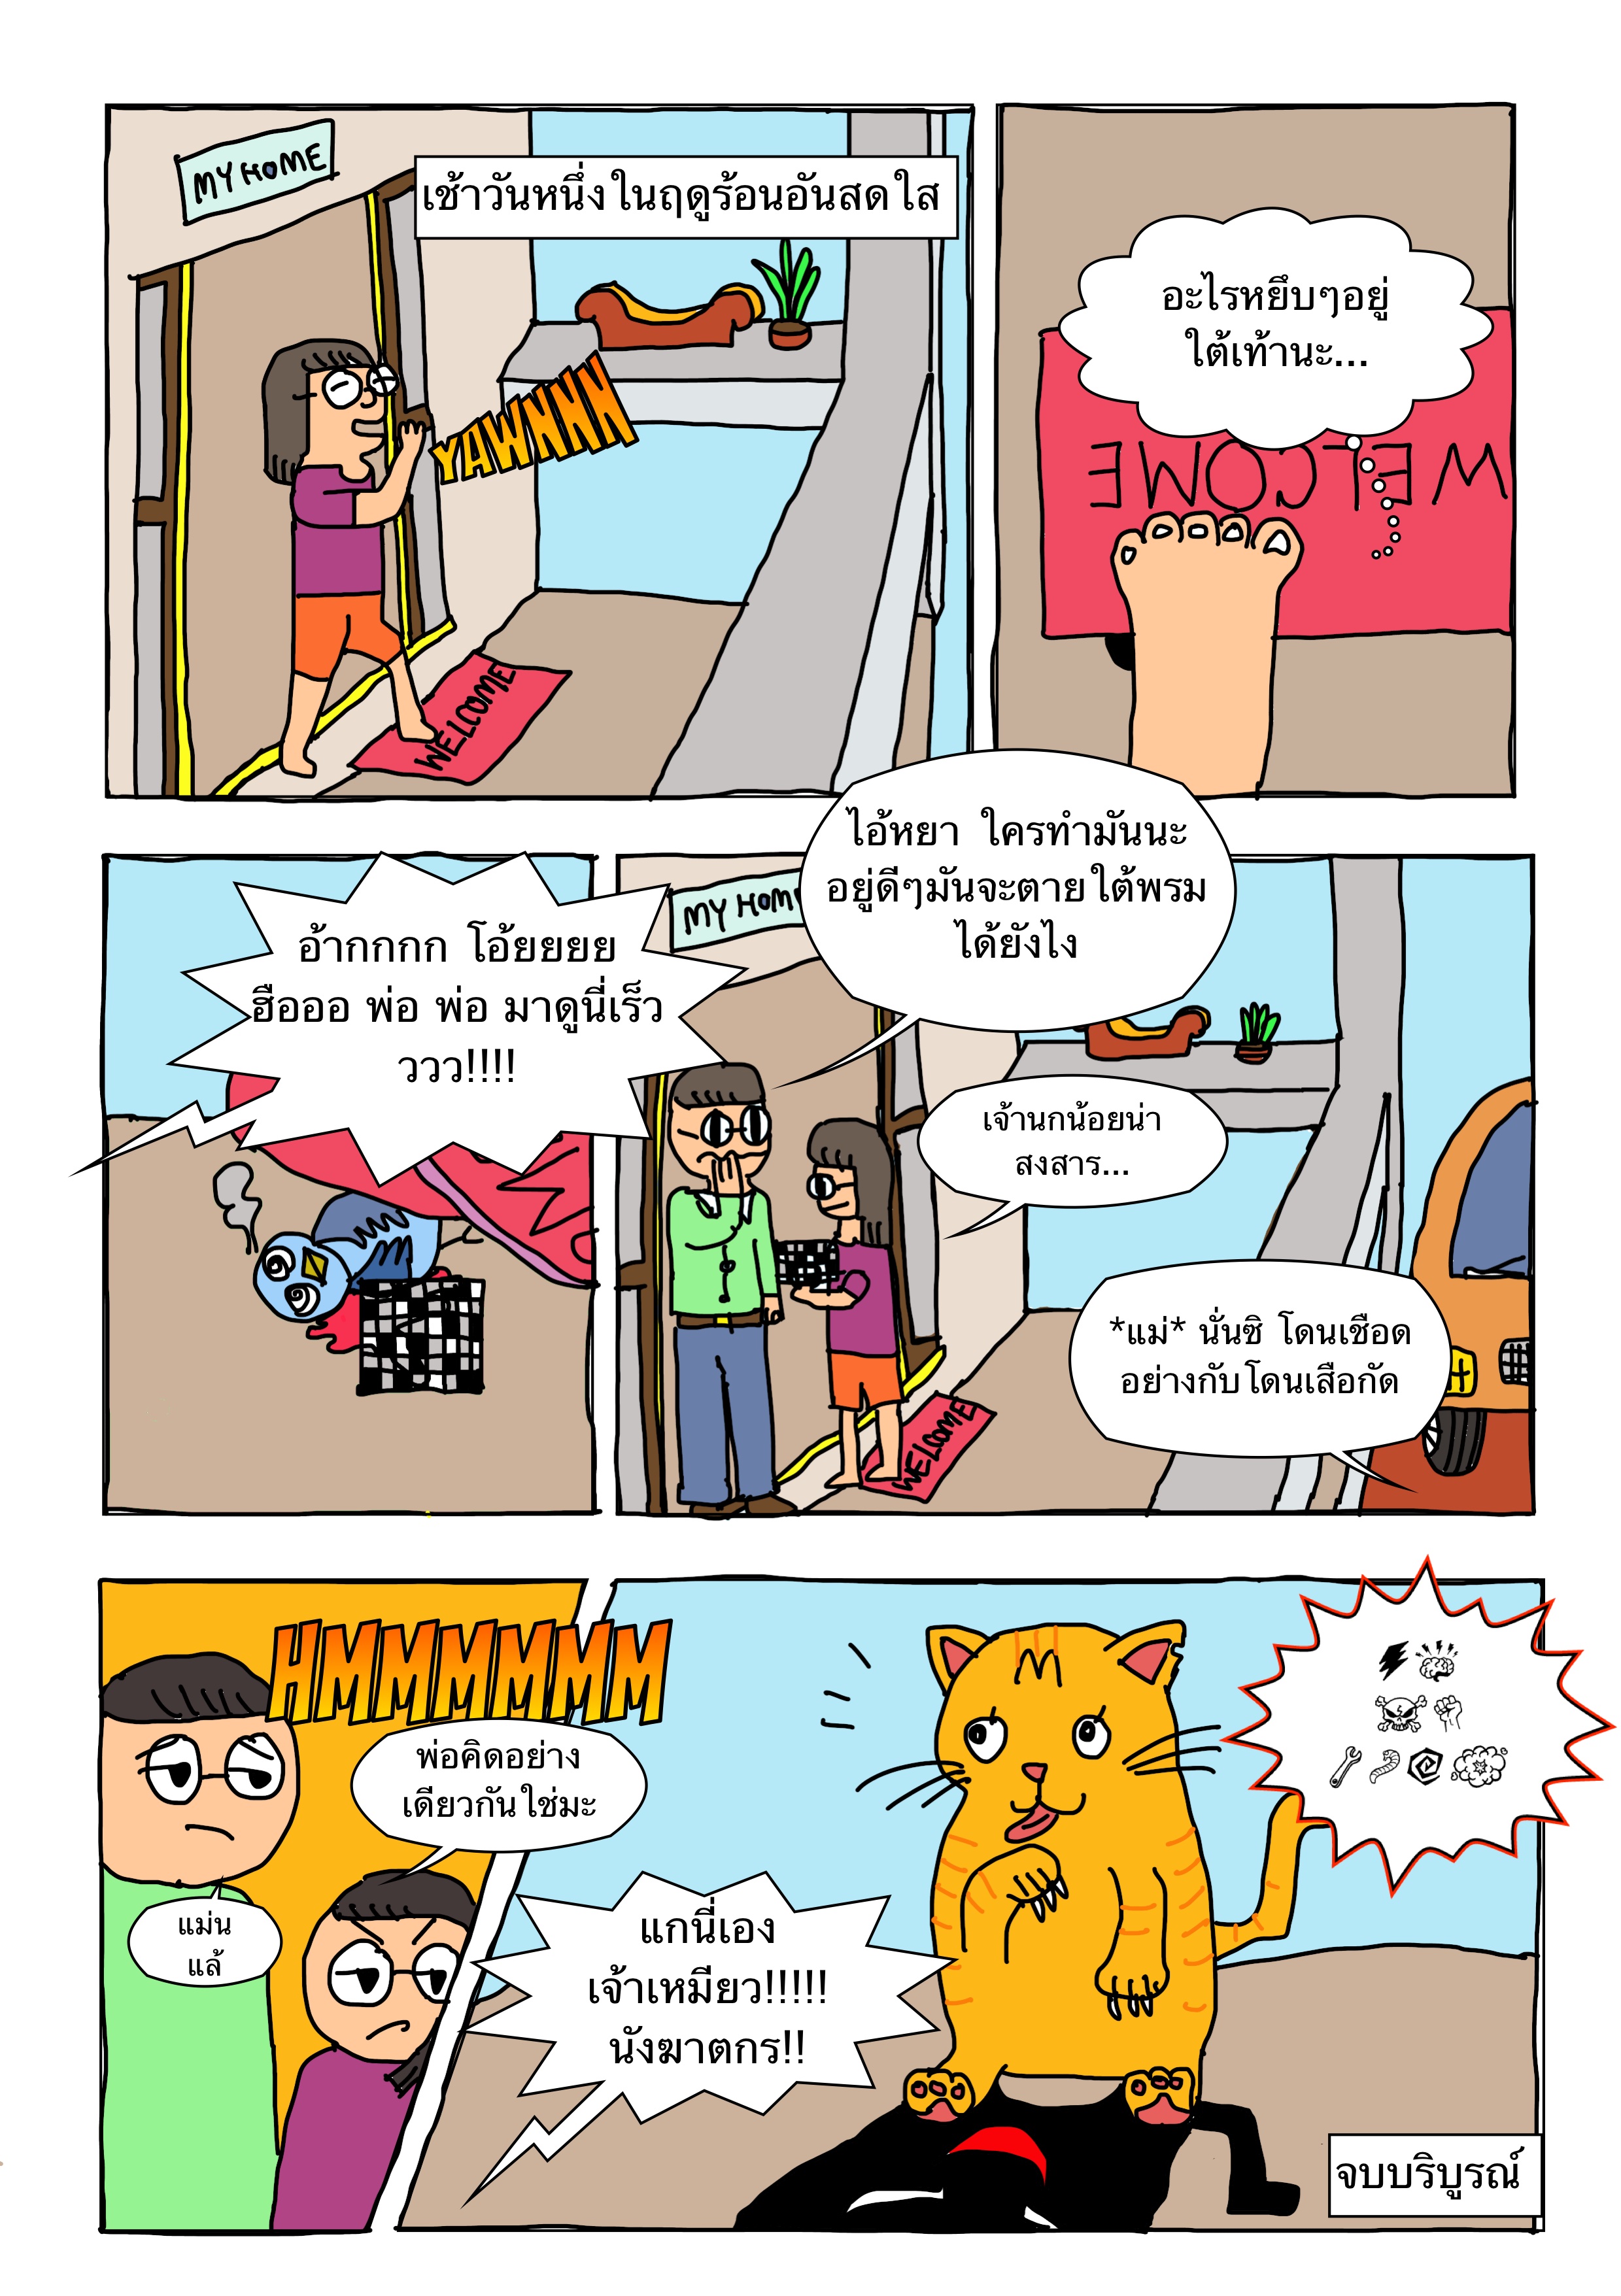 MY HOME
เช้าวันหนึ่งในฤดูร้อนอันสดใส
YAWNNN
WELCOME
อะไรหยึบๆอยู่
ใต้เท้านะ...
WELCOME
อ้ากกกก โอ้ยยยย
ฮือออ พ่อ พ่อ มาดูนี่เร็ว
ววว!!!!
MY HOM
ไอ้หยา ใครทำมันนะ
อยู่ดีๆมันจะตายใต้พรม
ได้ยังไง
เจ้านกน้อยน่า
สงสาร...
*แม่* นั่นซิ โดนเชือด
อย่างกับโดนเสือกัด
WELCOME
HMMMMMMM
พ่อคิดอย่าง
เดียวกันใช่มะ
แม่น
แล้
แกนี่เอง
เจ้าเหมียว!!!!!
นังฆาตกร!!
จบบริบูรณ์